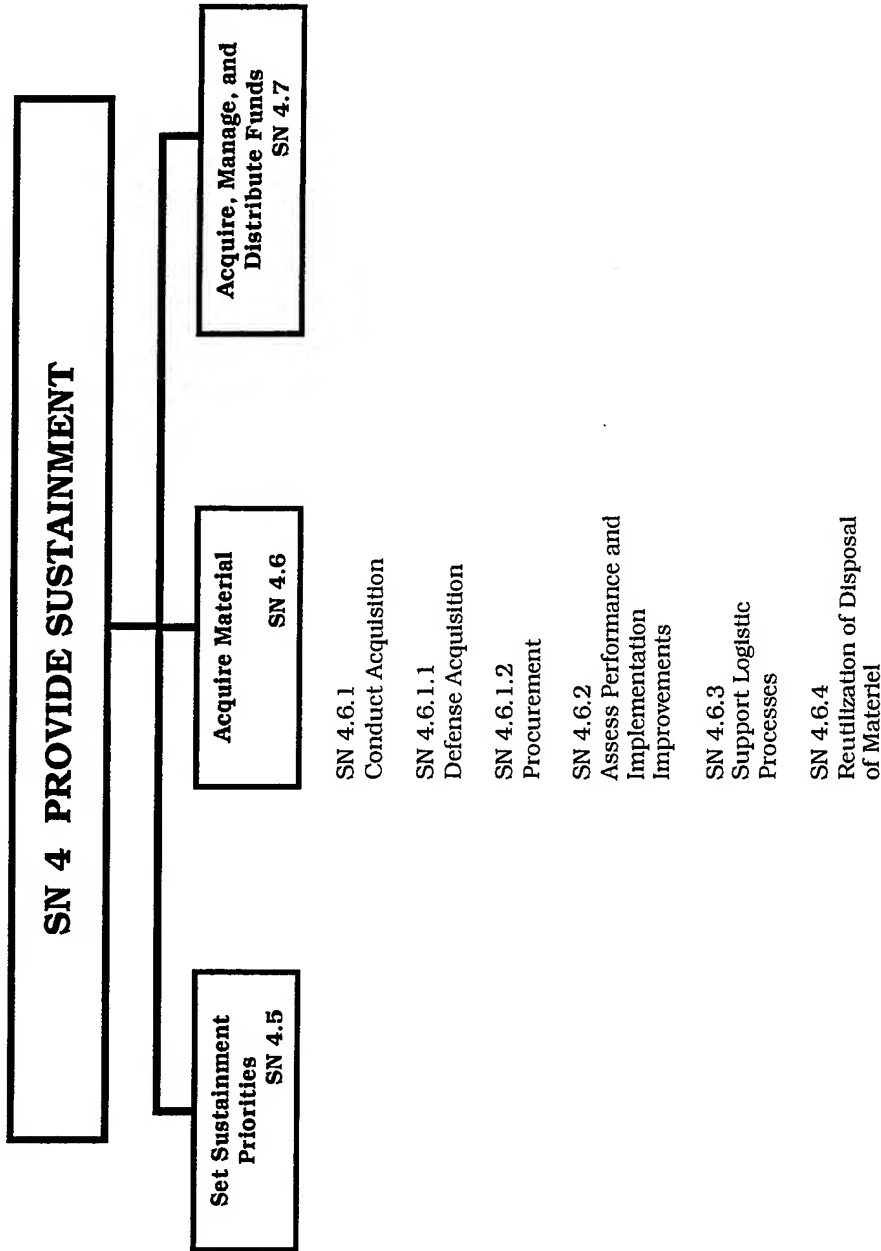 SN 4 PROVIDE SUSTAINMENT
Set Sustainment
Priorities
SN 4.5
Acquire Material
SN 4.6
SN 4.6.1
Conduct Acquisition
SN 4.6.1.1
Defense Acquisition
SN 4.6.1.2
Procurement
SN 4.6.2
Assess Performance and
Implementation
Improvements
SN 4.6.3
Support Logistic
Processes
SN 4.6.4
Reutilization of Disposal
of Materiel
Acquire, Manage, and
Distribute Funds
SN 4.7